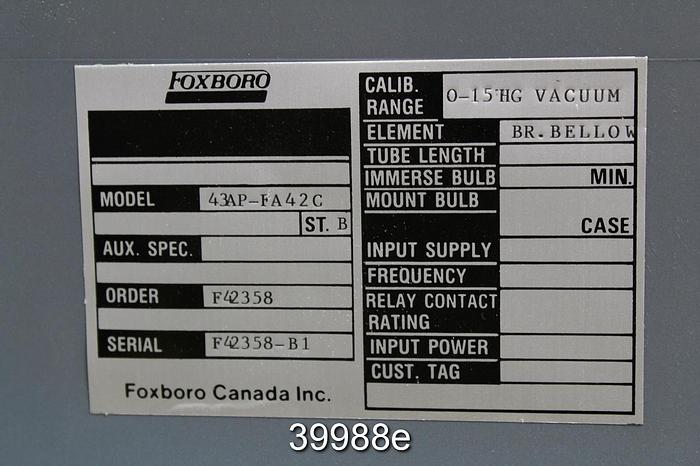 FOXBORO
MODEL 43AP-FA42C
ST. B
AUX. SPEC.
ORDER F42358
SERIAL F42358-B1
Foxboro Canada Inc.
CALIB. RANGE 0-15"HG VACUUM
ELEMENT BR.BELLOW
TUBE LENGTH
IMMERSE BULB MIN.
MOUNT BULB
CASE
INPUT SUPPLY
FREQUENCY
RELAY CONTACT
RATING
INPUT POWER
CUST. TAG
39988e